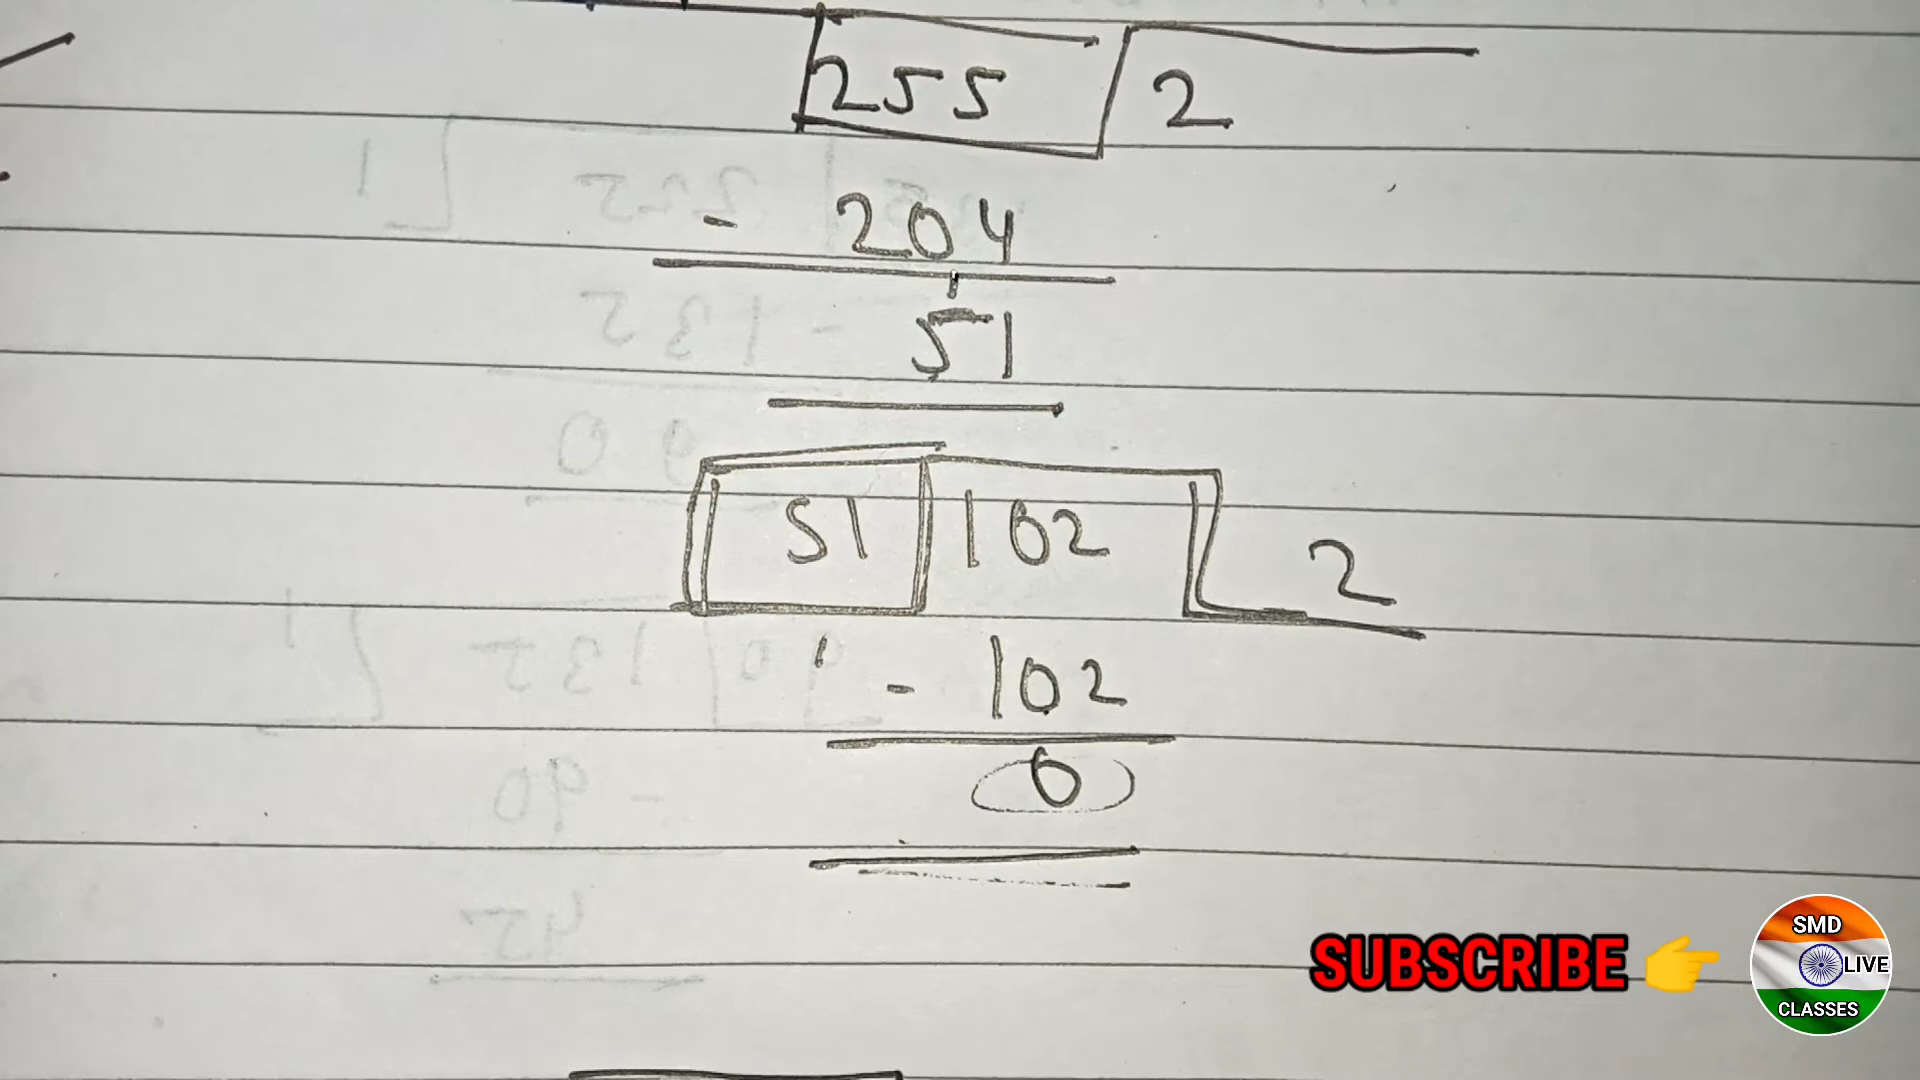 255 2
- 204
51
51 102 2
- 102
0
SUBSCRIBE
SMD
LIVE
CLASSES